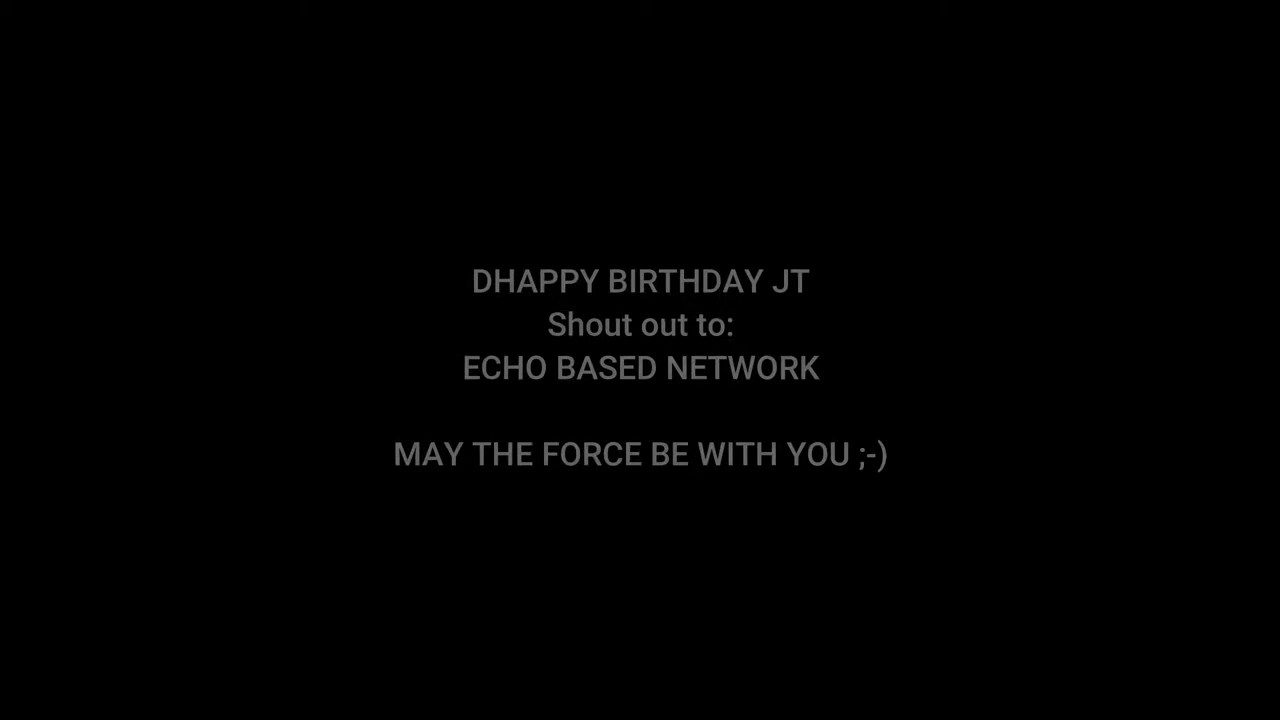 DHAPPY BIRTHDAY JT
Shout out to:
ECHO BASED NETWORK
MAY THE FORCE BE WITH YOU ;-)